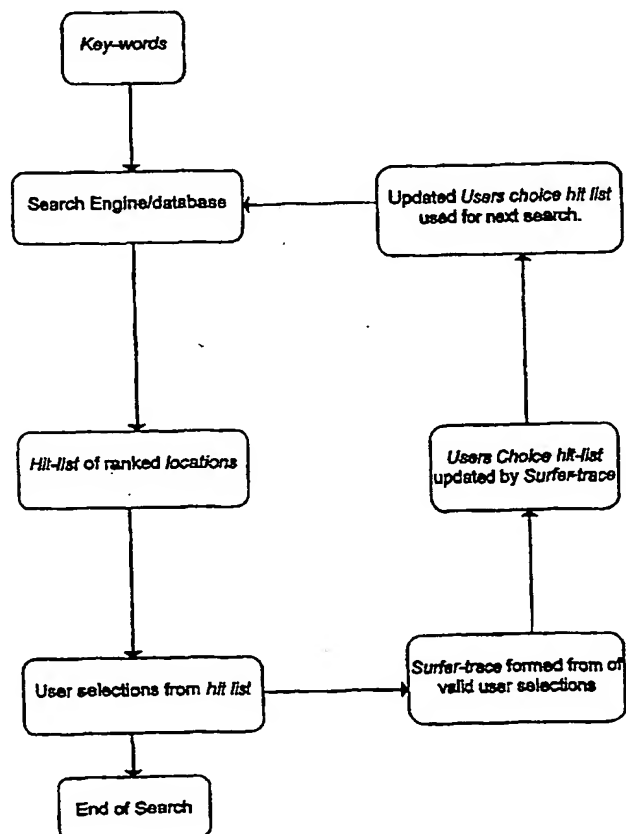 Key-words
Search Engine/database
Updated Users choice hit list
used for next search.
Hit-list of ranked locations
Users Choice hit-list
updated by Surfer-trace
User selections from hit list
Surfer-trace formed from of
valid user selections
End of Search